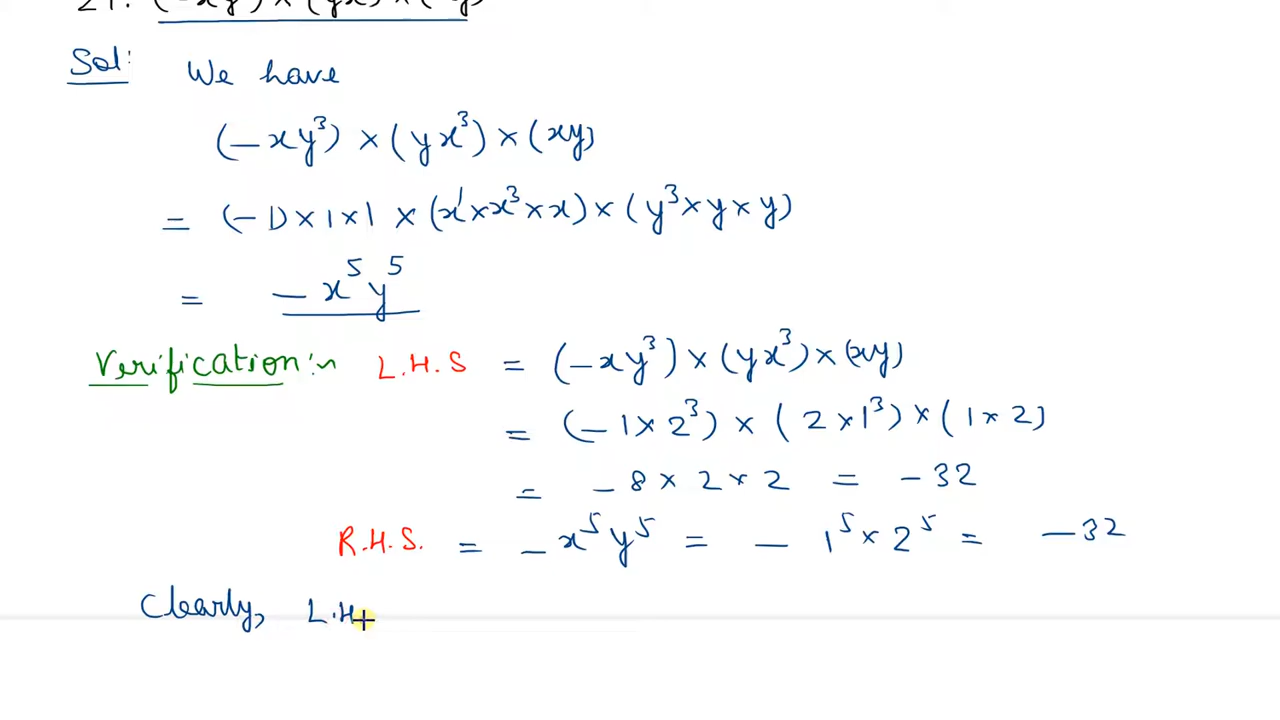 Sol:
We have
(-xy³) × (yx³) × (xy)
= (-1) × 1 × 1 × (x¹ × x³ × x) × (y³ × y × y)
= -x⁵y⁵
Verification:~ L.H.S = (-xy³) × (yx³) × (xy)
= (-1 × 2³) × (2 × 1³) × (1 × 2)
= -8 × 2 × 2 = -32
R.H.S. = -x⁵y⁵ = - 1⁵ × 2⁵ = -32
Clearly, L.H